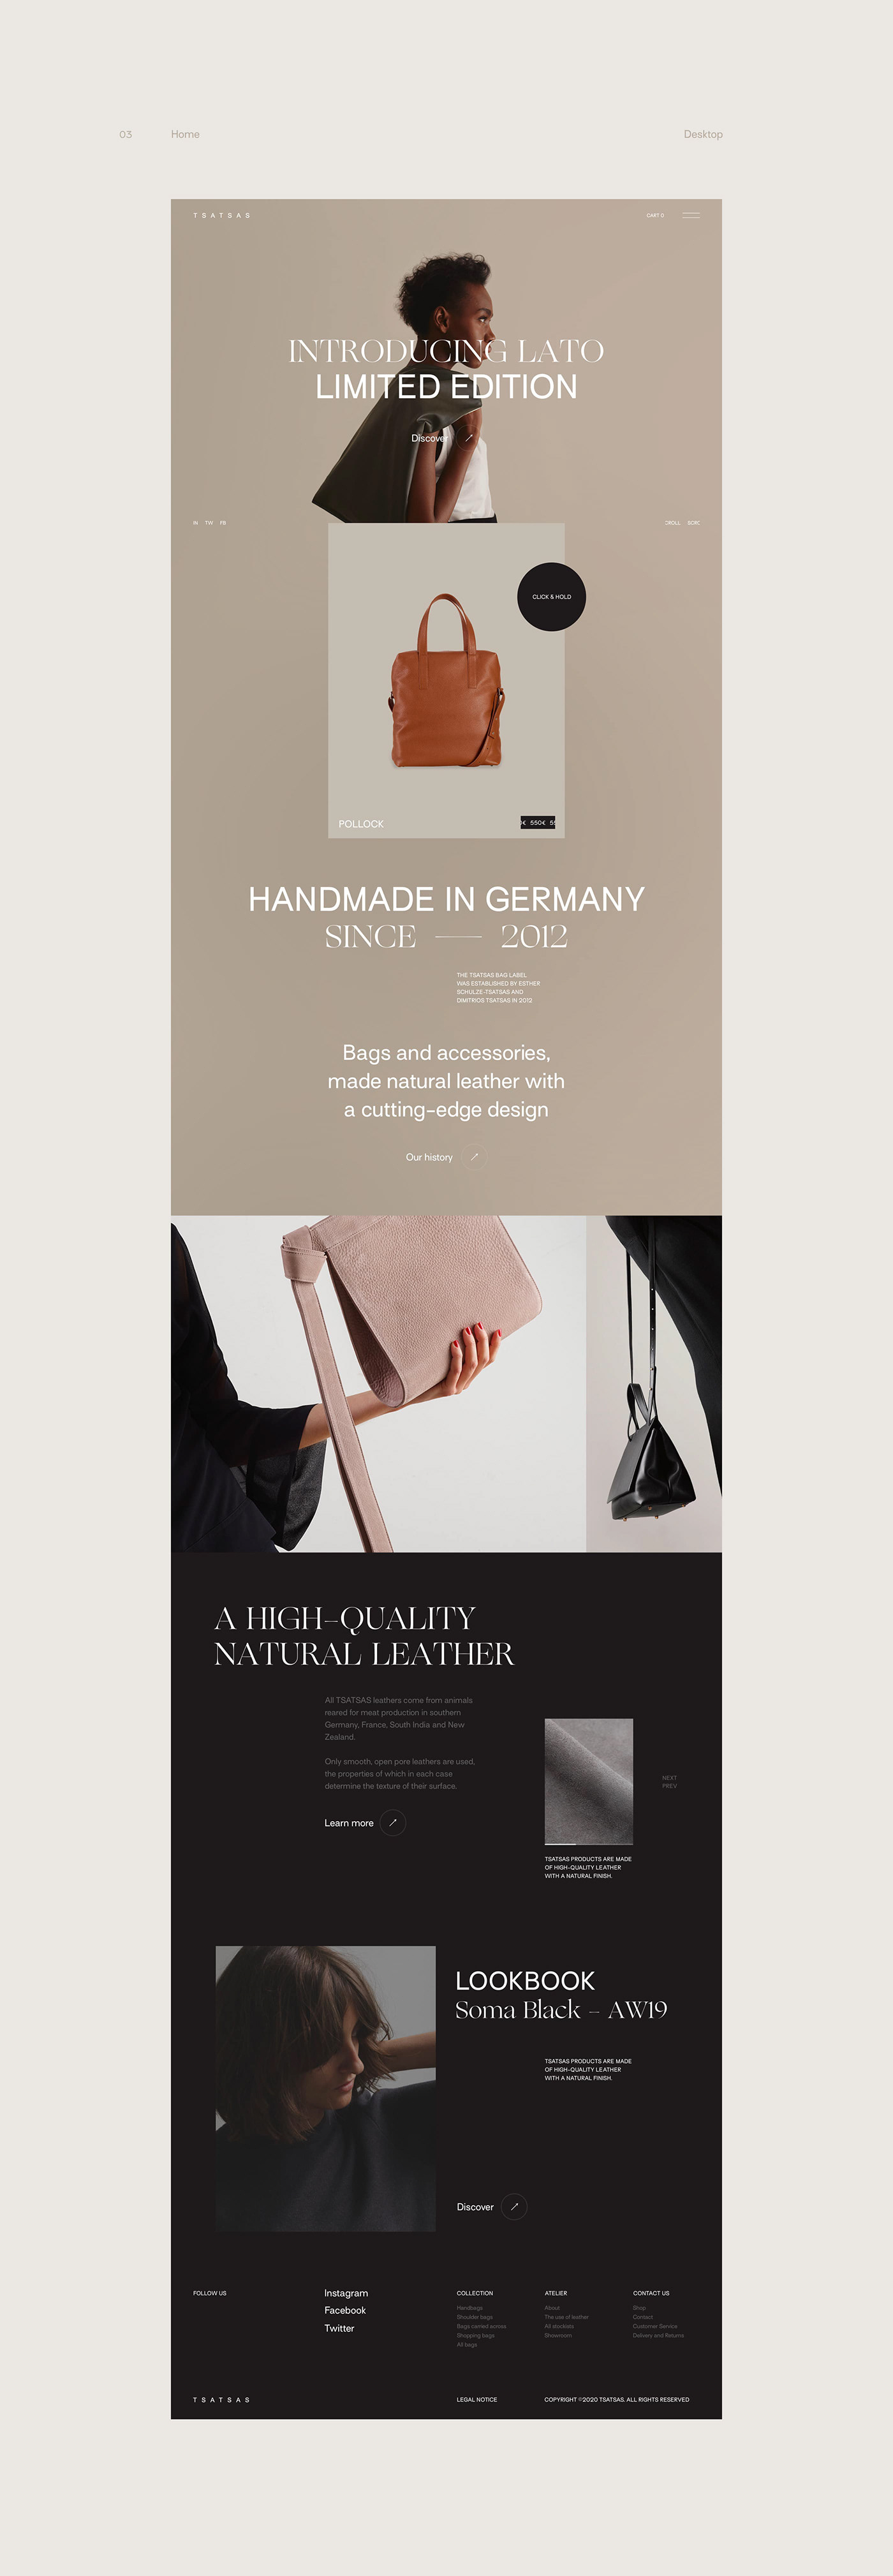 03 Home Desktop
T S A T S A S CART 0
INTRODUCING LATO
LIMITED EDITION
Discover
IN TW FB
CLICK & HOLD
POLLOCK 550€
HANDMADE IN GERMANY
SINCE — 2012
THE TSATSAS BAG LABEL
WAS ESTABLISHED BY ESTHER
SCHULZE-TSATSAS AND
DIMITRIOS TSATSAS IN 2012
Bags and accessories,
made natural leather with
a cutting-edge design
Our history
A HIGH-QUALITY
NATURAL LEATHER
All TSATSAS leathers come from animals
reared for meat production in southern
Germany, France, South India and New
Zealand.
Only smooth, open pore leathers are used,
the properties of which in each case
determine the texture of their surface.
Learn more
NEXT
PREV
TSATSAS PRODUCTS ARE MADE
OF HIGH-QUALITY LEATHER
WITH A NATURAL FINISH.
LOOKBOOK
Soma Black - AW19
TSATSAS PRODUCTS ARE MADE
OF HIGH-QUALITY LEATHER
WITH A NATURAL FINISH.
Discover
FOLLOW US
Instagram
Facebook
Twitter
COLLECTION
Handbags
Shoulder bags
Bags carried across
Shopping bags
All bags
ATELIER
About
The use of leather
All stockists
Showroom
CONTACT US
Shop
Contact
Customer Service
Delivery and Returns
T S A T S A S
LEGAL NOTICE
COPYRIGHT ©2020 TSATSAS. ALL RIGHTS RESERVED